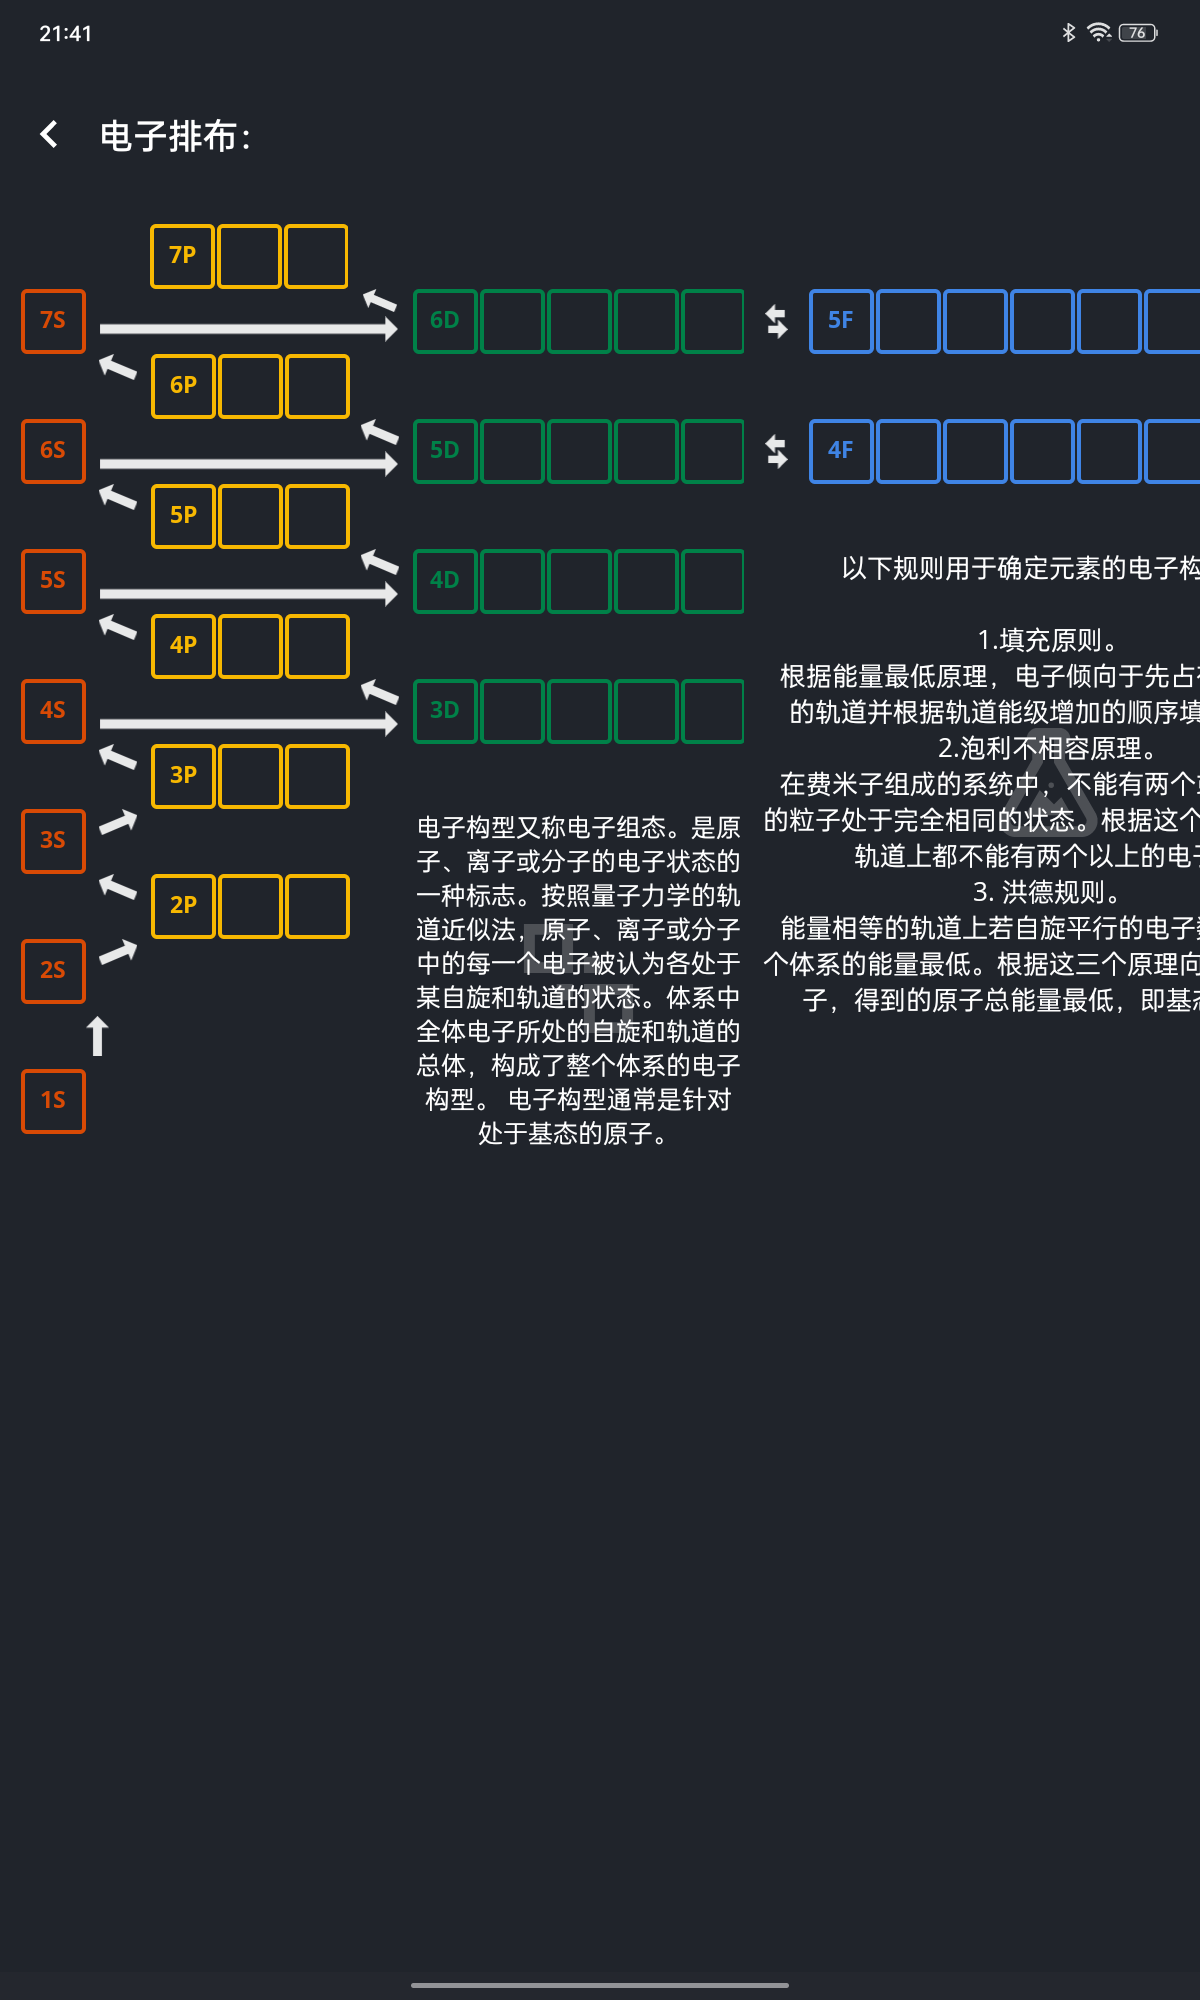 21:41
76
电子排布：
7P
7S
6D
5F
6P
6S
5D
4F
5P
5S
4D
4P
4S
3D
3P
3S
2P
2S
1S
电子构型又称电子组态。是原
子、离子或分子的电子状态的
一种标志。按照量子力学的轨
道近似法，原子、离子或分子
中的每一个电子被认为各处于
某自旋和轨道的状态。体系中
全体电子所处的自旋和轨道的
总体，构成了整个体系的电子
构型。 电子构型通常是针对
处于基态的原子。
以下规则用于确定元素的电子构
1.填充原则。
根据能量最低原理，电子倾向于先占
的轨道并根据轨道能级增加的顺序填
2.泡利不相容原理。
在费米子组成的系统中，不能有两个
的粒子处于完全相同的状态。根据这个
轨道上都不能有两个以上的电
3. 洪德规则。
能量相等的轨道上若自旋平行的电子
个体系的能量最低。根据这三个原理向
子，得到的原子总能量最低，即基